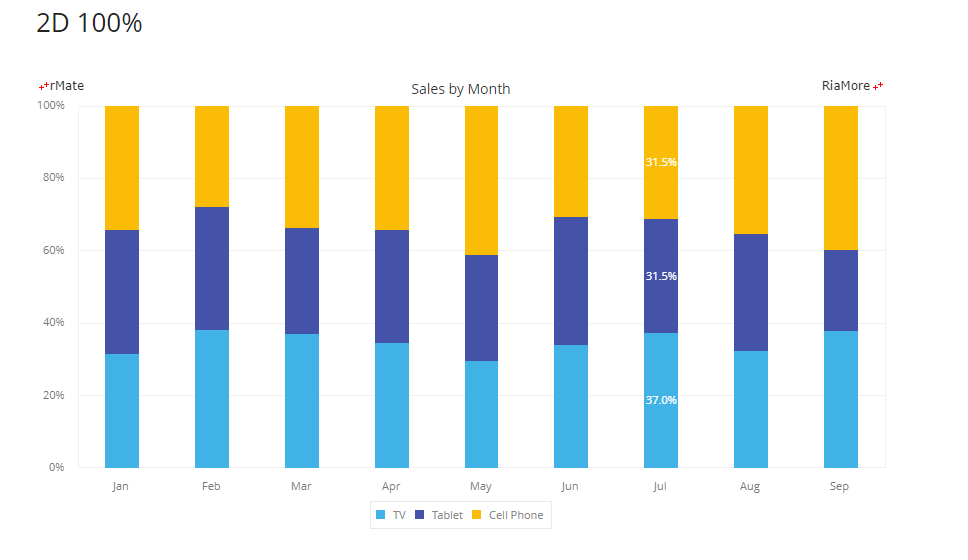 2D 100%
rMate
Sales by Month
RiaMore
100%
80%
60%
40%
20%
0%
31.5%
31.5%
37.0%
Jan Feb Mar Apr May Jun Jul Aug Sep
TV Tablet Cell Phone